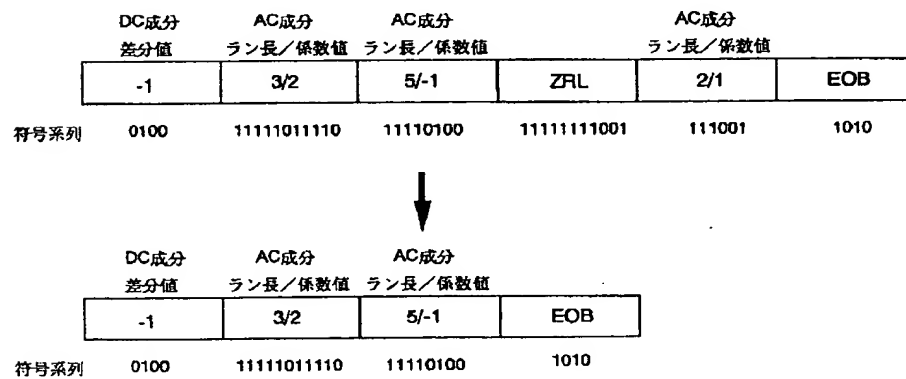 DC成分 AC成分 AC成分 AC成分
差分値 ラン長/係数値 ラン長/係数値 ラン長/係数値
-1 3/2 5/-1 ZRL 2/1 EOB
符号系列 0100 11111011110 11110100 11111111001 111001 1010
DC成分 AC成分 AC成分
差分値 ラン長/係数値 ラン長/係数値
-1 3/2 5/-1 EOB
符号系列 0100 11111011110 11110100 1010